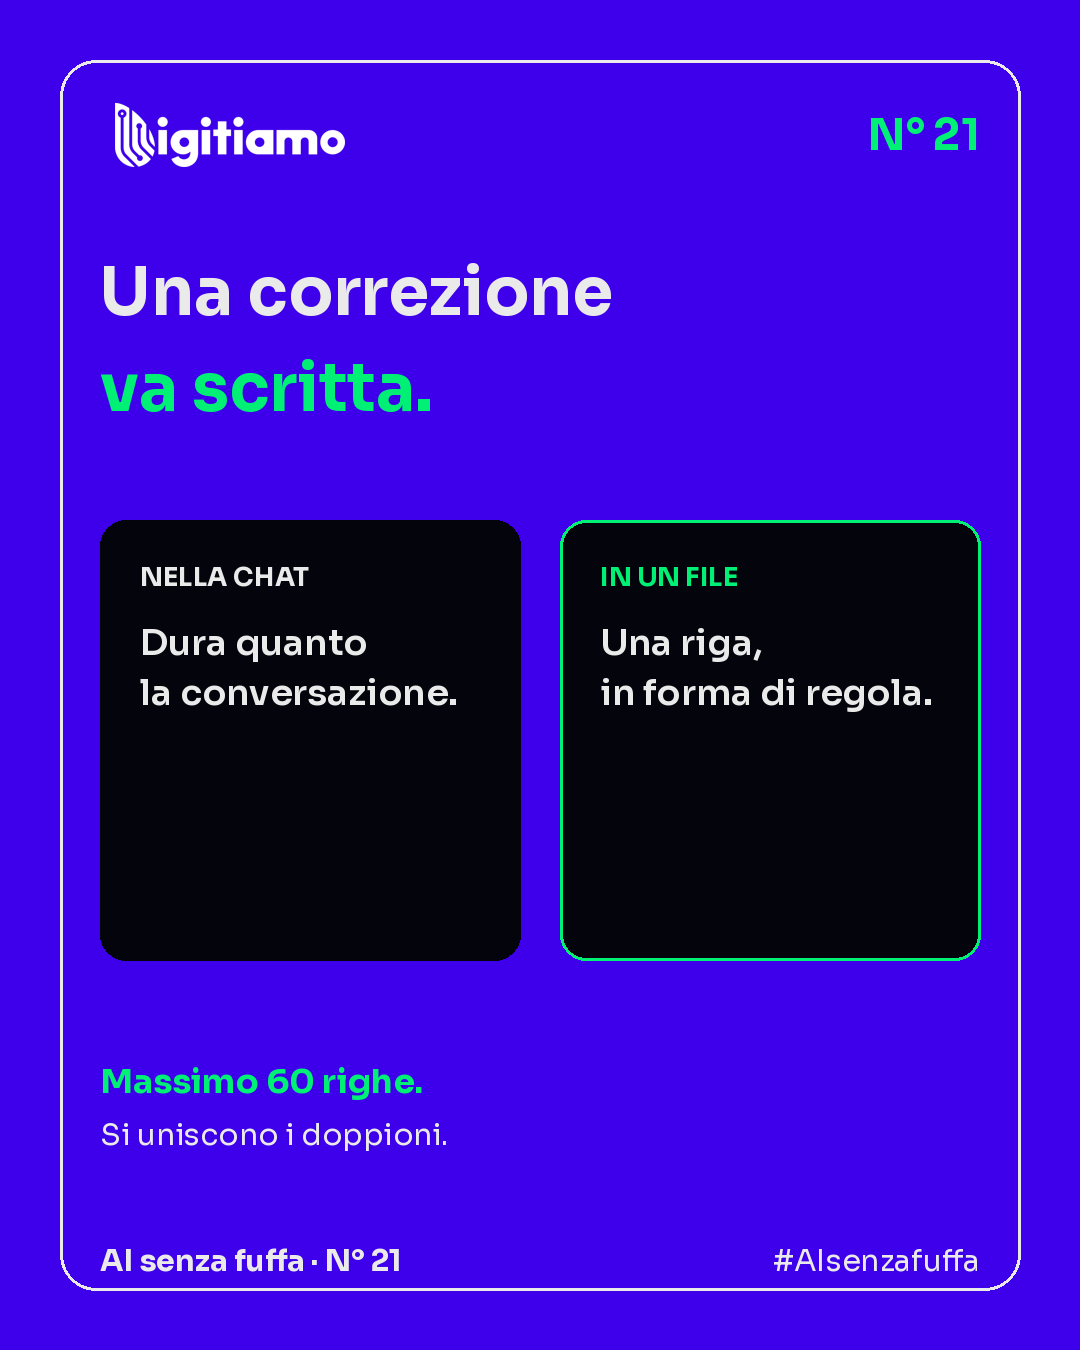 Digitiamo
N° 21
Una correzione
va scritta.
NELLA CHAT
Dura quanto
la conversazione.
IN UN FILE
Una riga,
in forma di regola.
Massimo 60 righe.
Si uniscono i doppioni.
AI senza fuffa · N° 21
#AIsenzafuffa